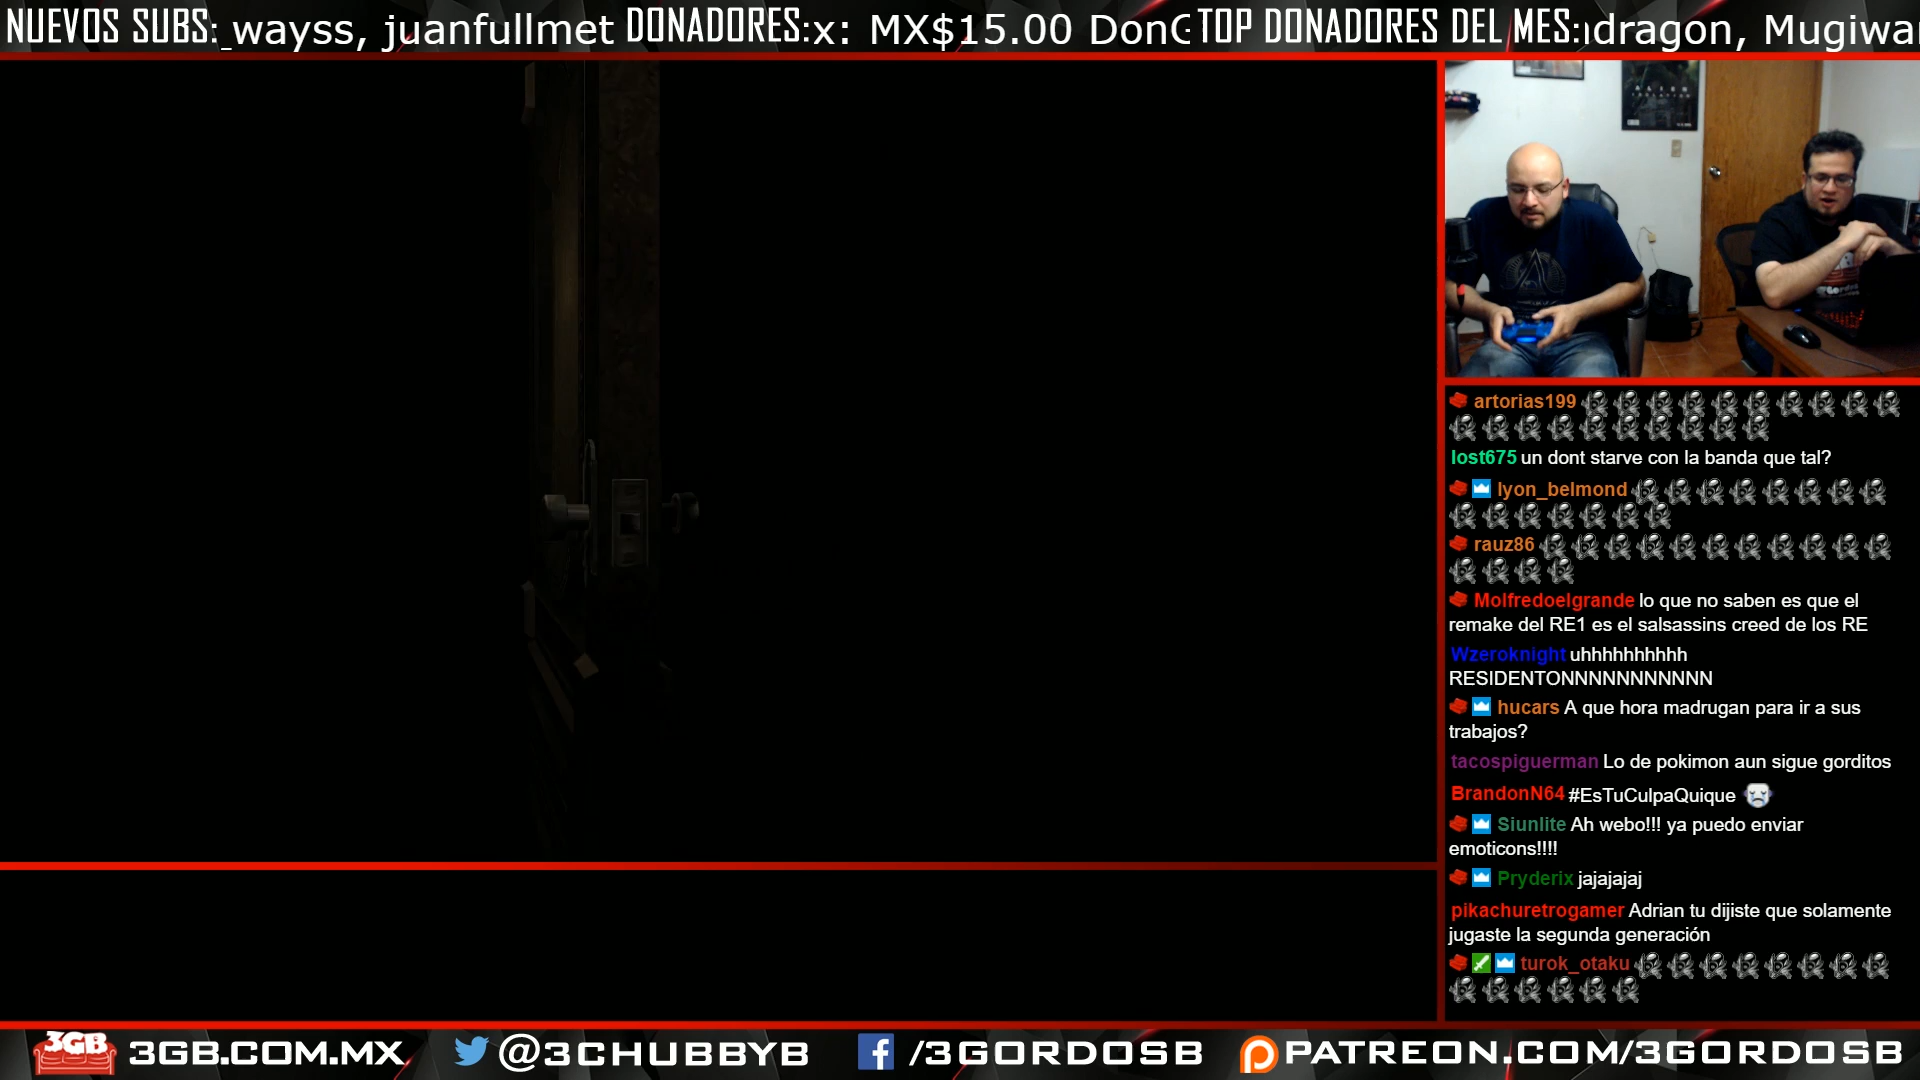 NUEVOS SUBS: _wayss, juanfullmet DONADORES: x: MX$15.00 Don TOP DONADORES DEL MES: dragon, Mugiwa
ALIEN
artorias199
lost675 un dont starve con la banda que tal?
lyon_belmond
rauz86
Molfredoelgrande lo que no saben es que el
remake del RE1 es el salsassins creed de los RE
Wzeroknight uhhhhhhhhhh
RESIDENTONNNNNNNNNNN
hucars A que hora madrugan para ir a sus
trabajos?
tacospiguerman Lo de pokimon aun sigue gorditos
BrandonN64 #EsTuCulpaQuique
Siunlite Ah webo!!! ya puedo enviar
emoticons!!!!
Pryderix jajajajaj
pikachuretrogamer Adrian tu dijiste que solamente
jugaste la segunda generación
turok_otaku
3GB 3GB.COM.MX @3CHUBBYB /3GORDOSB PATREON.COM/3GORDOSB